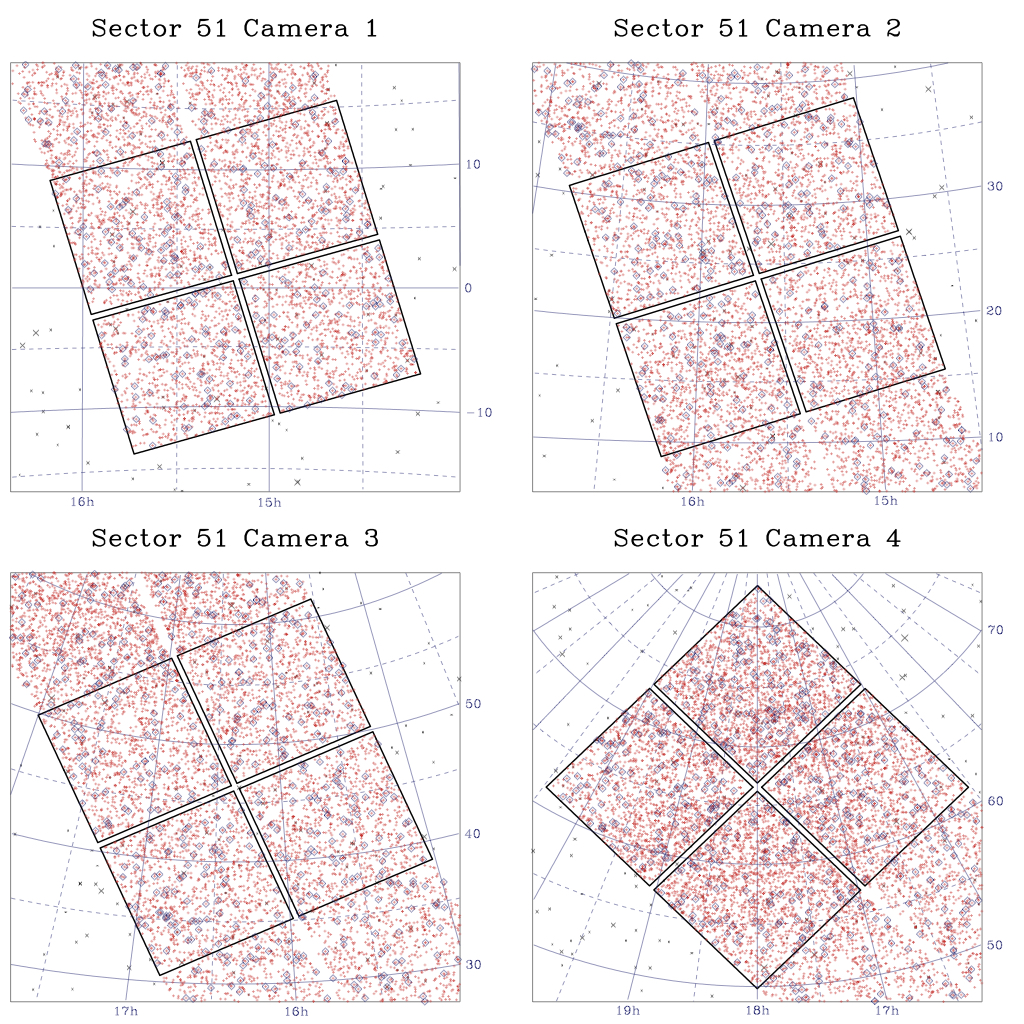 Sector 51 Camera 1
Sector 51 Camera 2
10
0
−10
16h
15h
30
20
10
16h
15h
Sector 51 Camera 3
Sector 51 Camera 4
50
40
30
17h
16h
70
60
50
19h
18h
17h